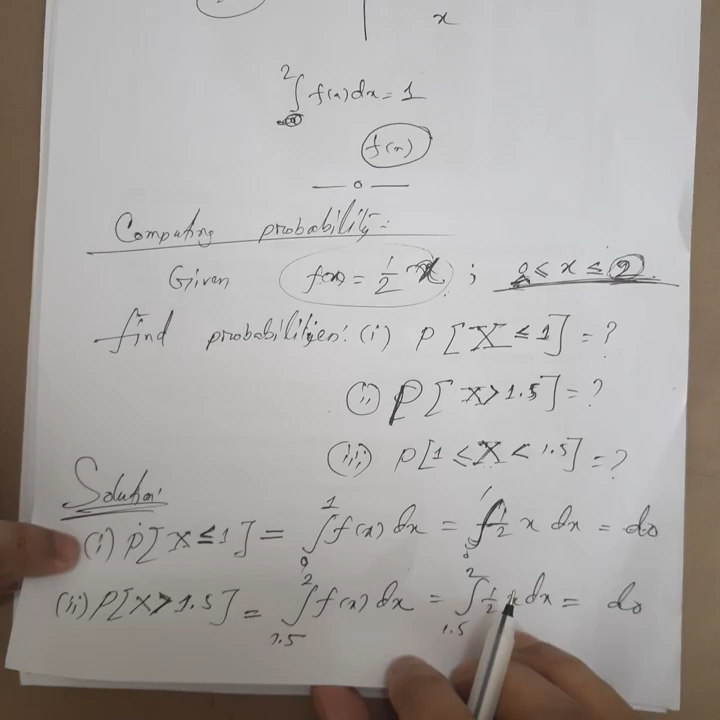 x
2 ∫ f(x) dx = 1
f(x)
— o —
Computing probability:
Given f(x) = 1/2 x ; 0 ≤ x ≤ 2
find probabilities: (i) P[X ≤ 1] = ?
(ii) P[X > 1.5] = ?
(iii) P[1 ≤ X < 1.5] = ?
Solution:
(i) P[X ≤ 1] = ∫₀¹ f(x) dx = ∫₀¹ 1/2 x dx = do
(ii) P[X > 1.5] = ∫₁.₅² f(x) dx = ∫₁.₅² 1/2 x dx = do